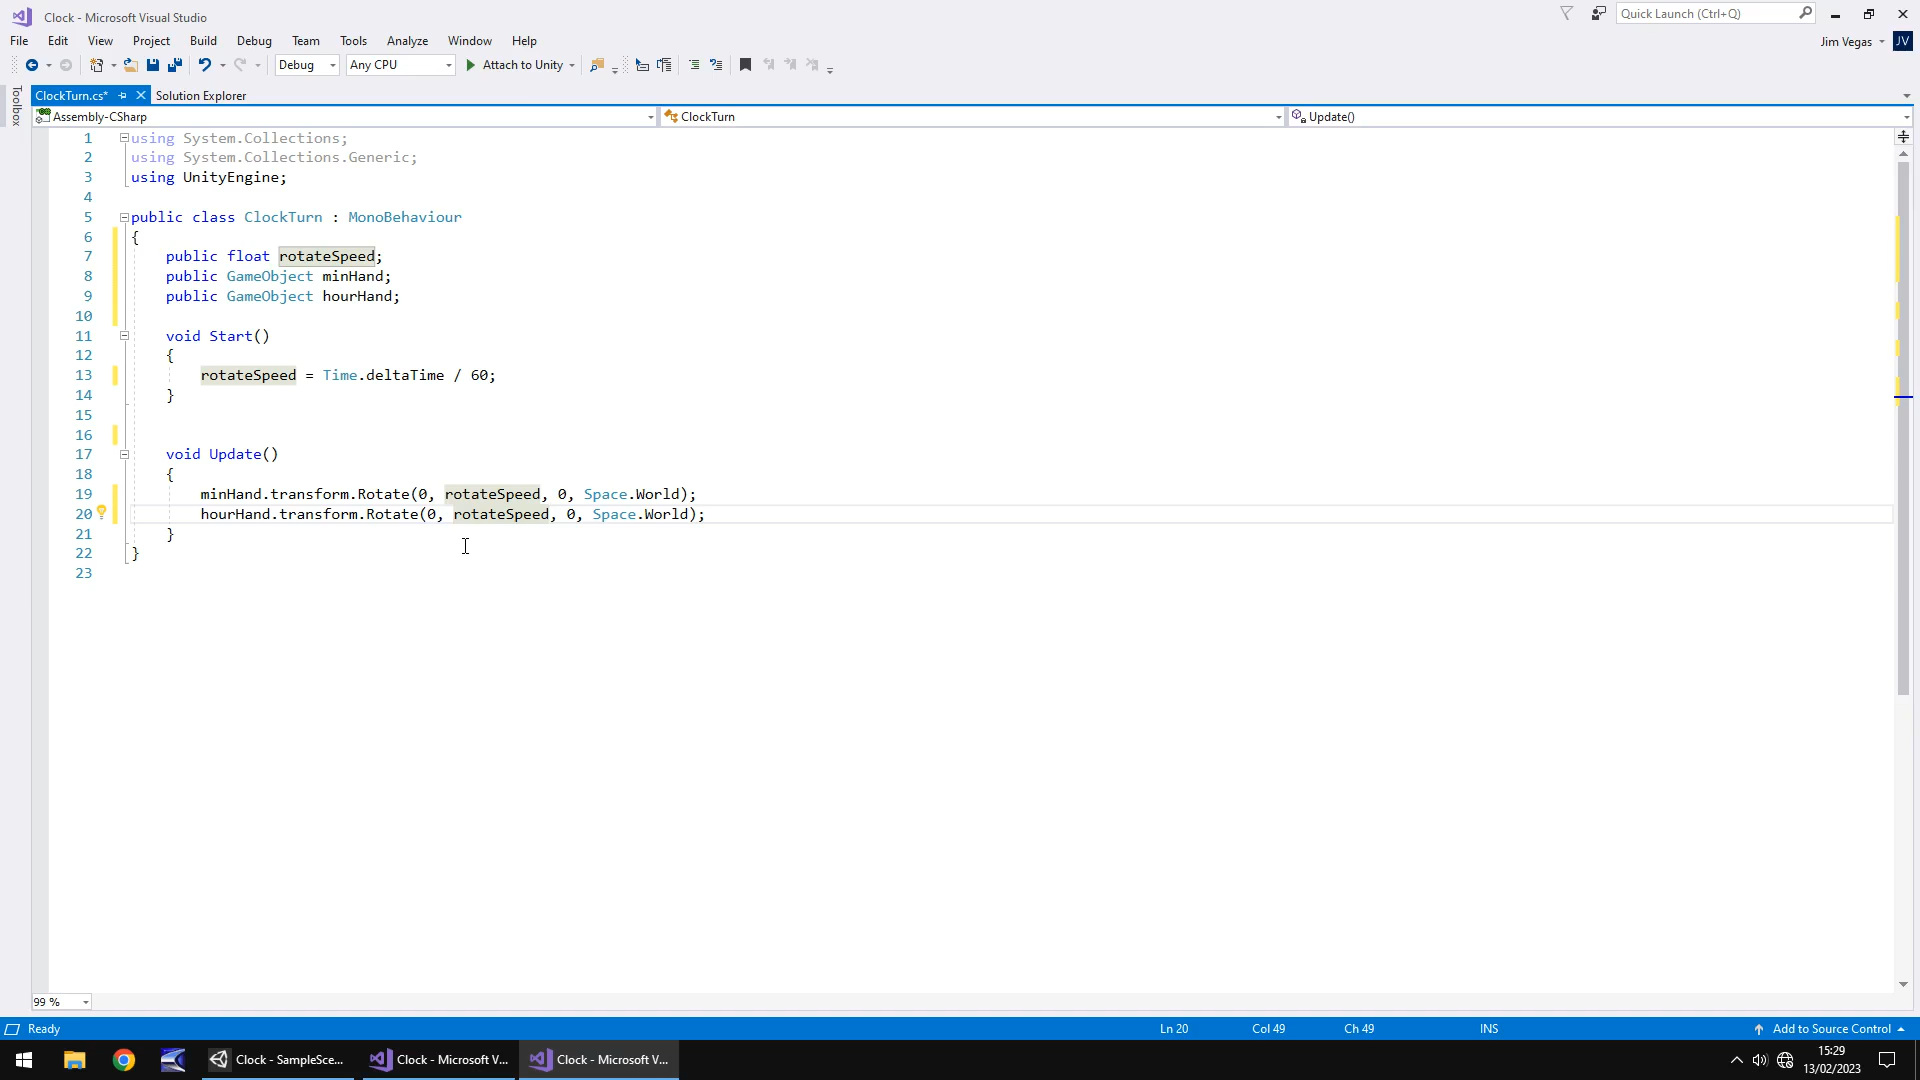 Clock - Microsoft Visual Studio
Quick Launch (Ctrl+Q)
File Edit View Project Build Debug Team Tools Analyze Window Help
Jim Vegas JV
Debug Any CPU Attach to Unity
Toolbox
ClockTurn.cs* Solution Explorer
Assembly-CSharp ClockTurn Update()
1 using System.Collections;
2 using System.Collections.Generic;
3 using UnityEngine;
4
5 public class ClockTurn : MonoBehaviour
6 {
7 public float rotateSpeed;
8 public GameObject minHand;
9 public GameObject hourHand;
10
11 void Start()
12 {
13 rotateSpeed = Time.deltaTime / 60;
14 }
15
16
17 void Update()
18 {
19 minHand.transform.Rotate(0, rotateSpeed, 0, Space.World);
20 hourHand.transform.Rotate(0, rotateSpeed, 0, Space.World);
21 }
22 }
23
99 %
Ready Ln 20 Col 49 Ch 49 INS Add to Source Control
Clock - SampleSce... Clock - Microsoft V... Clock - Microsoft V...
15:29
13/02/2023